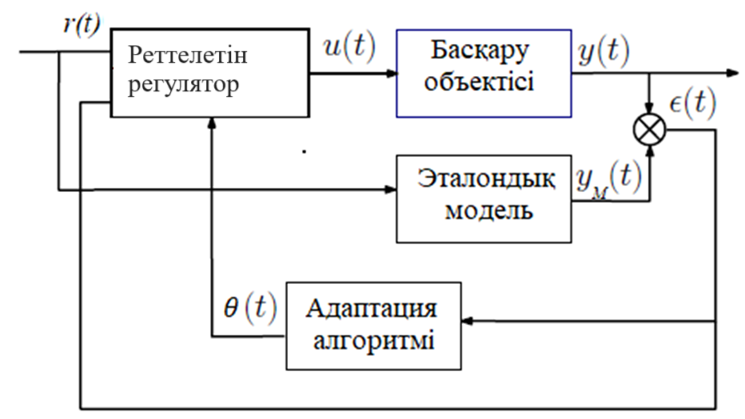 r(t)
Реттелетін
регулятор
u(t)
Басқару
объектісі
y(t)
ϵ(t)
Эталондық
модель
y_M(t)
θ (t)
Адаптация
алгоритмі